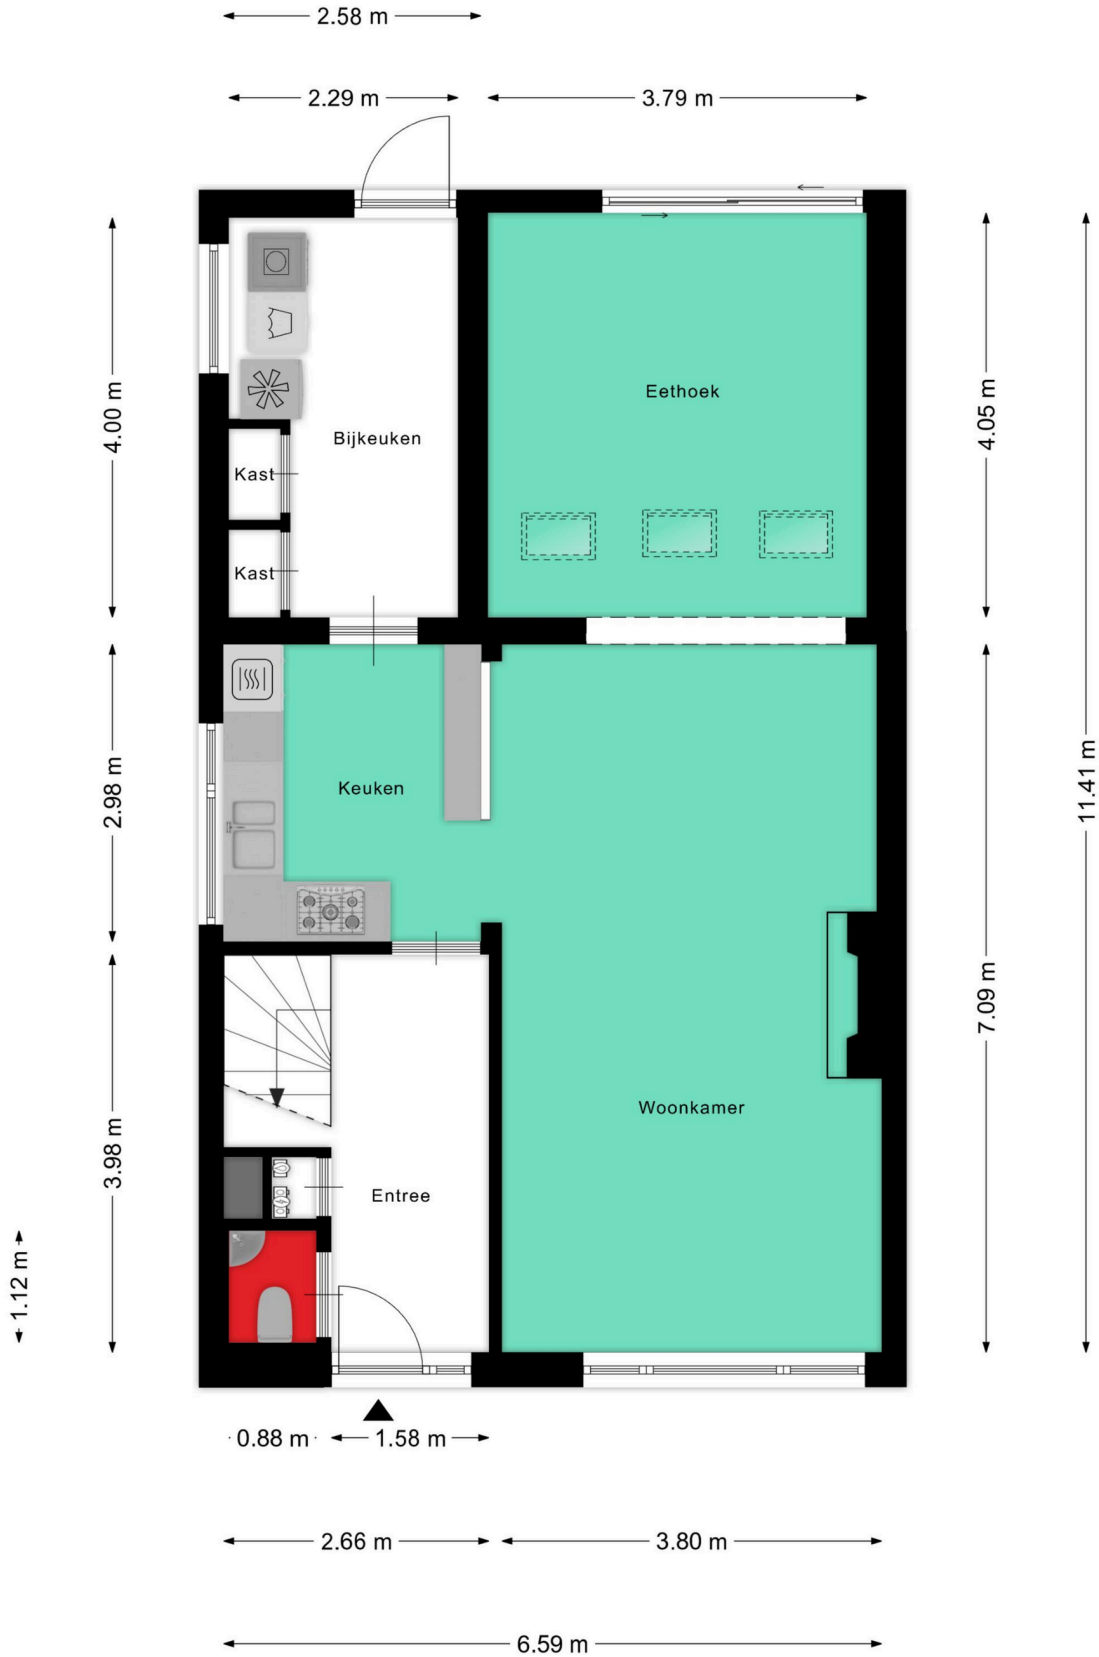 2.58 m
2.29 m
3.79 m
Eethoek
4.00 m
4.05 m
Bijkeuken
Kast
Kast
Keuken
2.98 m
11.41 m
7.09 m
Woonkamer
3.98 m
Entree
1.12 m
0.88 m
1.58 m
2.66 m
3.80 m
6.59 m